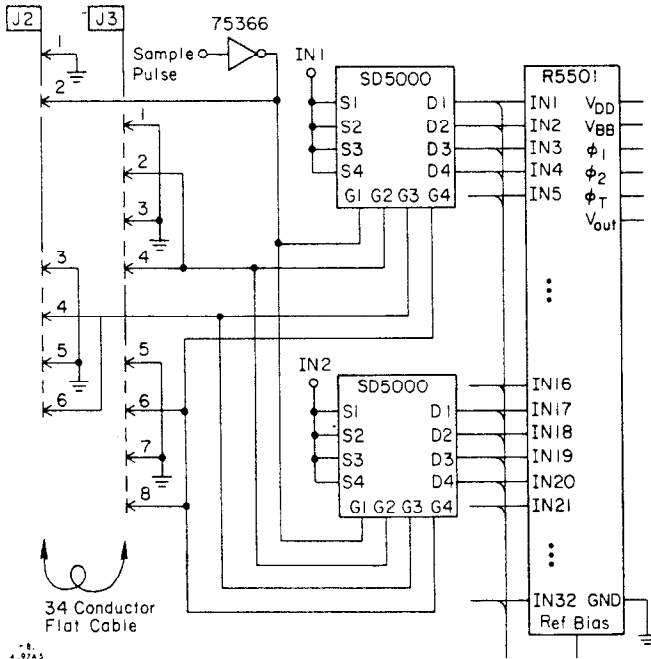 J2 J3 75366
1
Sample
Pulse
IN1
2
1
2
3
4
SD5000
S1 D1
S2 D2
S3 D3
S4 D4
G1 G2 G3 G4
R5501
IN1 VDD
IN2 VBB
IN3 ϕ1
IN4 ϕ2
IN5 ϕT
Vout
3
4
5
6
5
6
7
8
IN2
SD5000
S1 D1
S2 D2
S3 D3
S4 D4
G1 G2 G3 G4
IN16
IN17
IN18
IN19
IN20
IN21
IN32 GND
Ref Bias
34 Conductor
Flat Cable